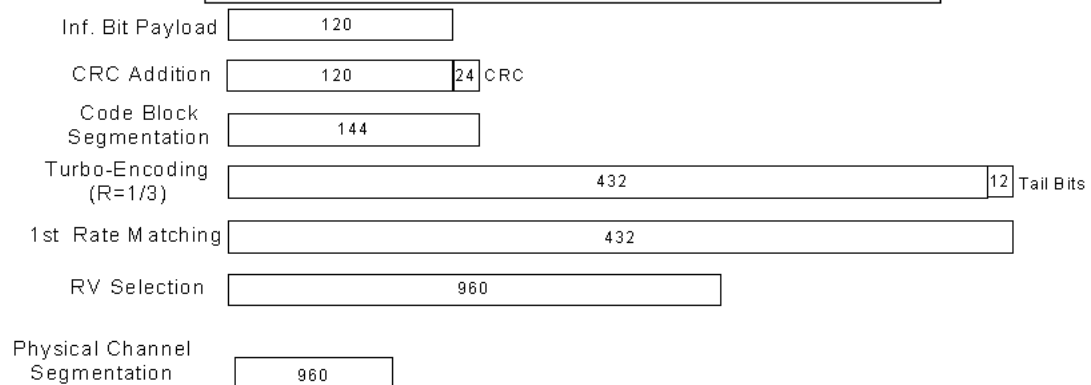 Inf. Bit Payload 120
CRC Addition 120 24 CRC
Code Block
Segmentation 144
Turbo-Encoding
(R=1/3) 432 12 Tail Bits
1st Rate Matching 432
RV Selection 960
Physical Channel
Segmentation 960